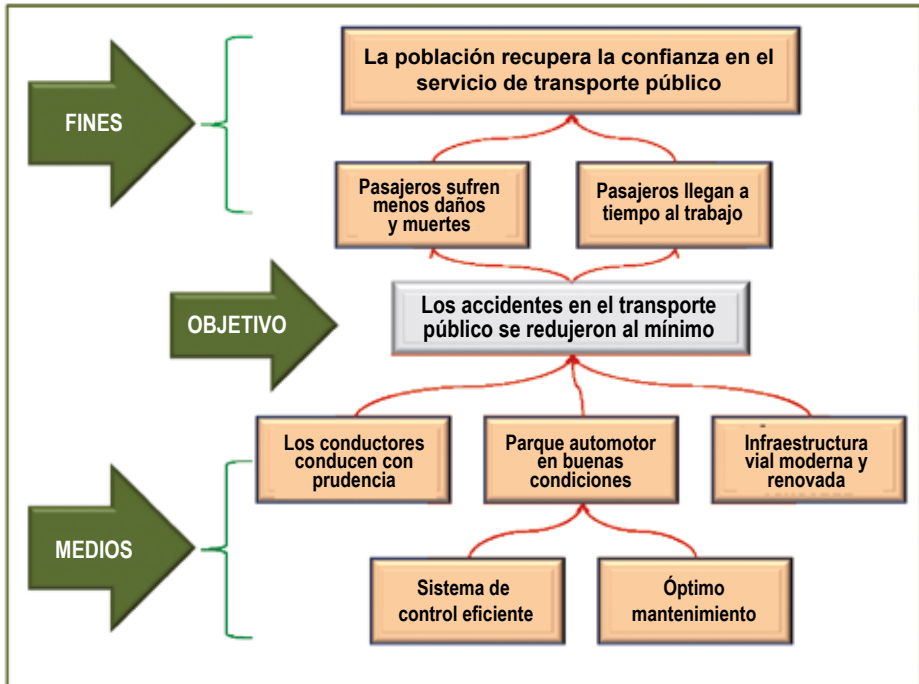 La población recupera la confianza en el
servicio de transporte público
FINES
Pasajeros sufren
menos daños
y muertes
Pasajeros llegan a
tiempo al trabajo
OBJETIVO
Los accidentes en el transporte
público se redujeron al mínimo
Los conductores
conducen con
prudencia
Parque automotor
en buenas
condiciones
Infraestructura
vial moderna y
renovada
MEDIOS
Sistema de
control eficiente
Óptimo
mantenimiento